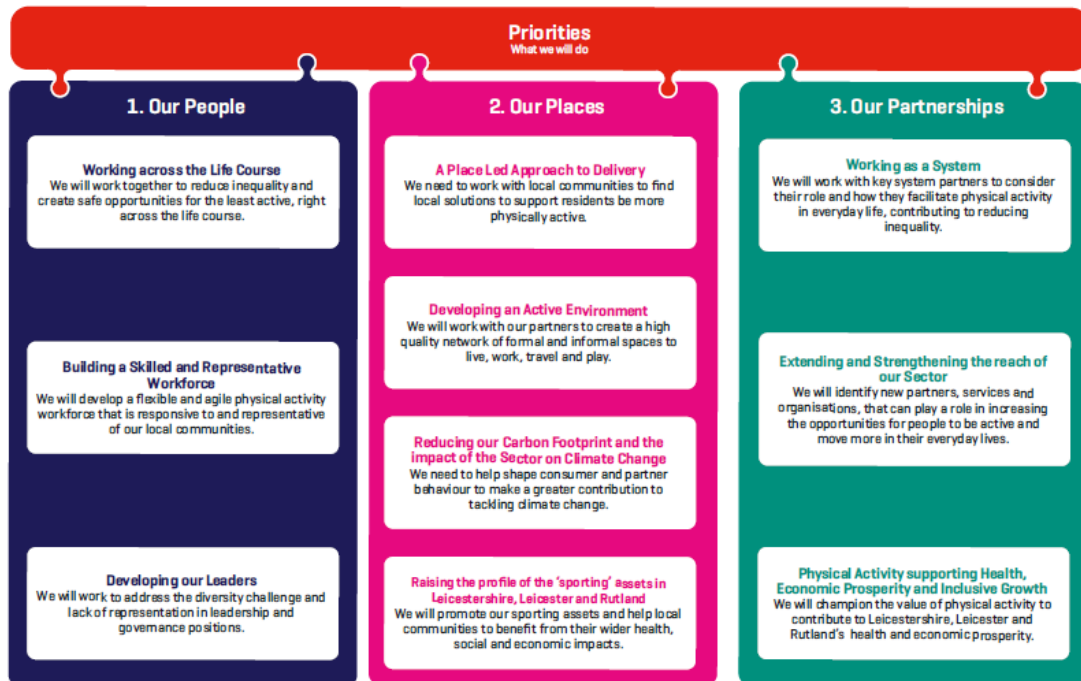 Priorities
What we will do
1. Our People
Working across the Life Course
We will work together to reduce inequality and
create safe opportunities for the least active, right
across the life course.
Building a Skilled and Representative
Workforce
We will develop a flexible and agile physical activity
workforce that is responsive to and representative
of our local communities.
Developing our Leaders
We will work to address the diversity challenge and
lack of representation in leadership and
governance positions.
2. Our Places
A Place Led Approach to Delivery
We need to work with local communities to find
local solutions to support residents be more
physically active.
Developing an Active Environment
We will work with our partners to create a high
quality network of formal and informal spaces to
live, work, travel and play.
Reducing our Carbon Footprint and the
impact of the Sector on Climate Change
We need to help shape consumer and partner
behaviour to make a greater contribution to
tackling climate change.
Raising the profile of the ‘sporting’ assets in
Leicestershire, Leicester and Rutland
We will promote our sporting assets and help local
communities to benefit from their wider health,
social and economic impacts.
3. Our Partnerships
Working as a System
We will work with key system partners to consider
their role and how they facilitate physical activity
in everyday life, contributing to reducing
inequality.
Extending and Strengthening the reach of
our Sector
We will identify new partners, services and
organisations, that can play a role in increasing
the opportunities for people to be active and
move more in their everyday lives.
Physical Activity supporting Health,
Economic Prosperity and Inclusive Growth
We will champion the value of physical activity to
contribute to Leicestershire, Leicester and
Rutland's health and economic prosperity.